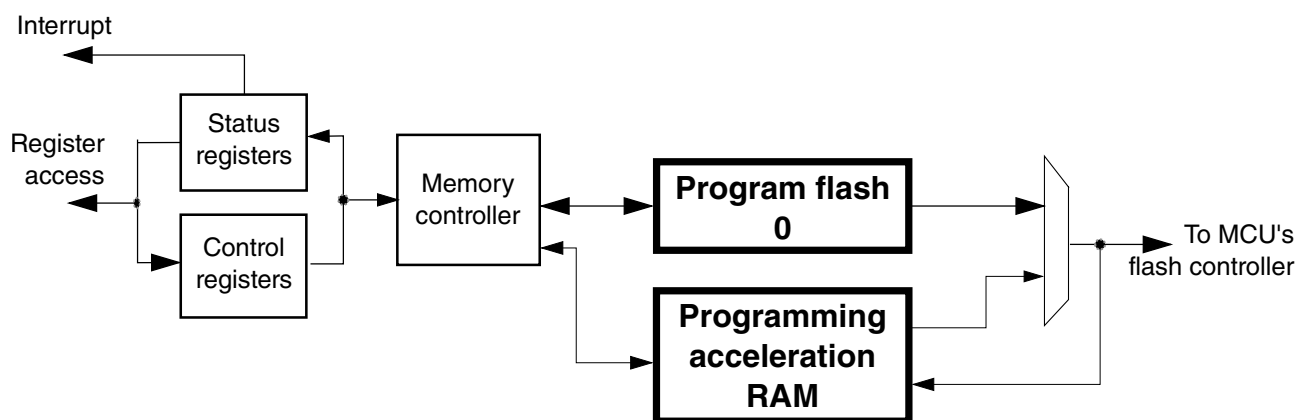 Interrupt
Register
access
Status
registers
Control
registers
Memory
controller
Program flash
0
Programming
acceleration
RAM
To MCU's
flash controller